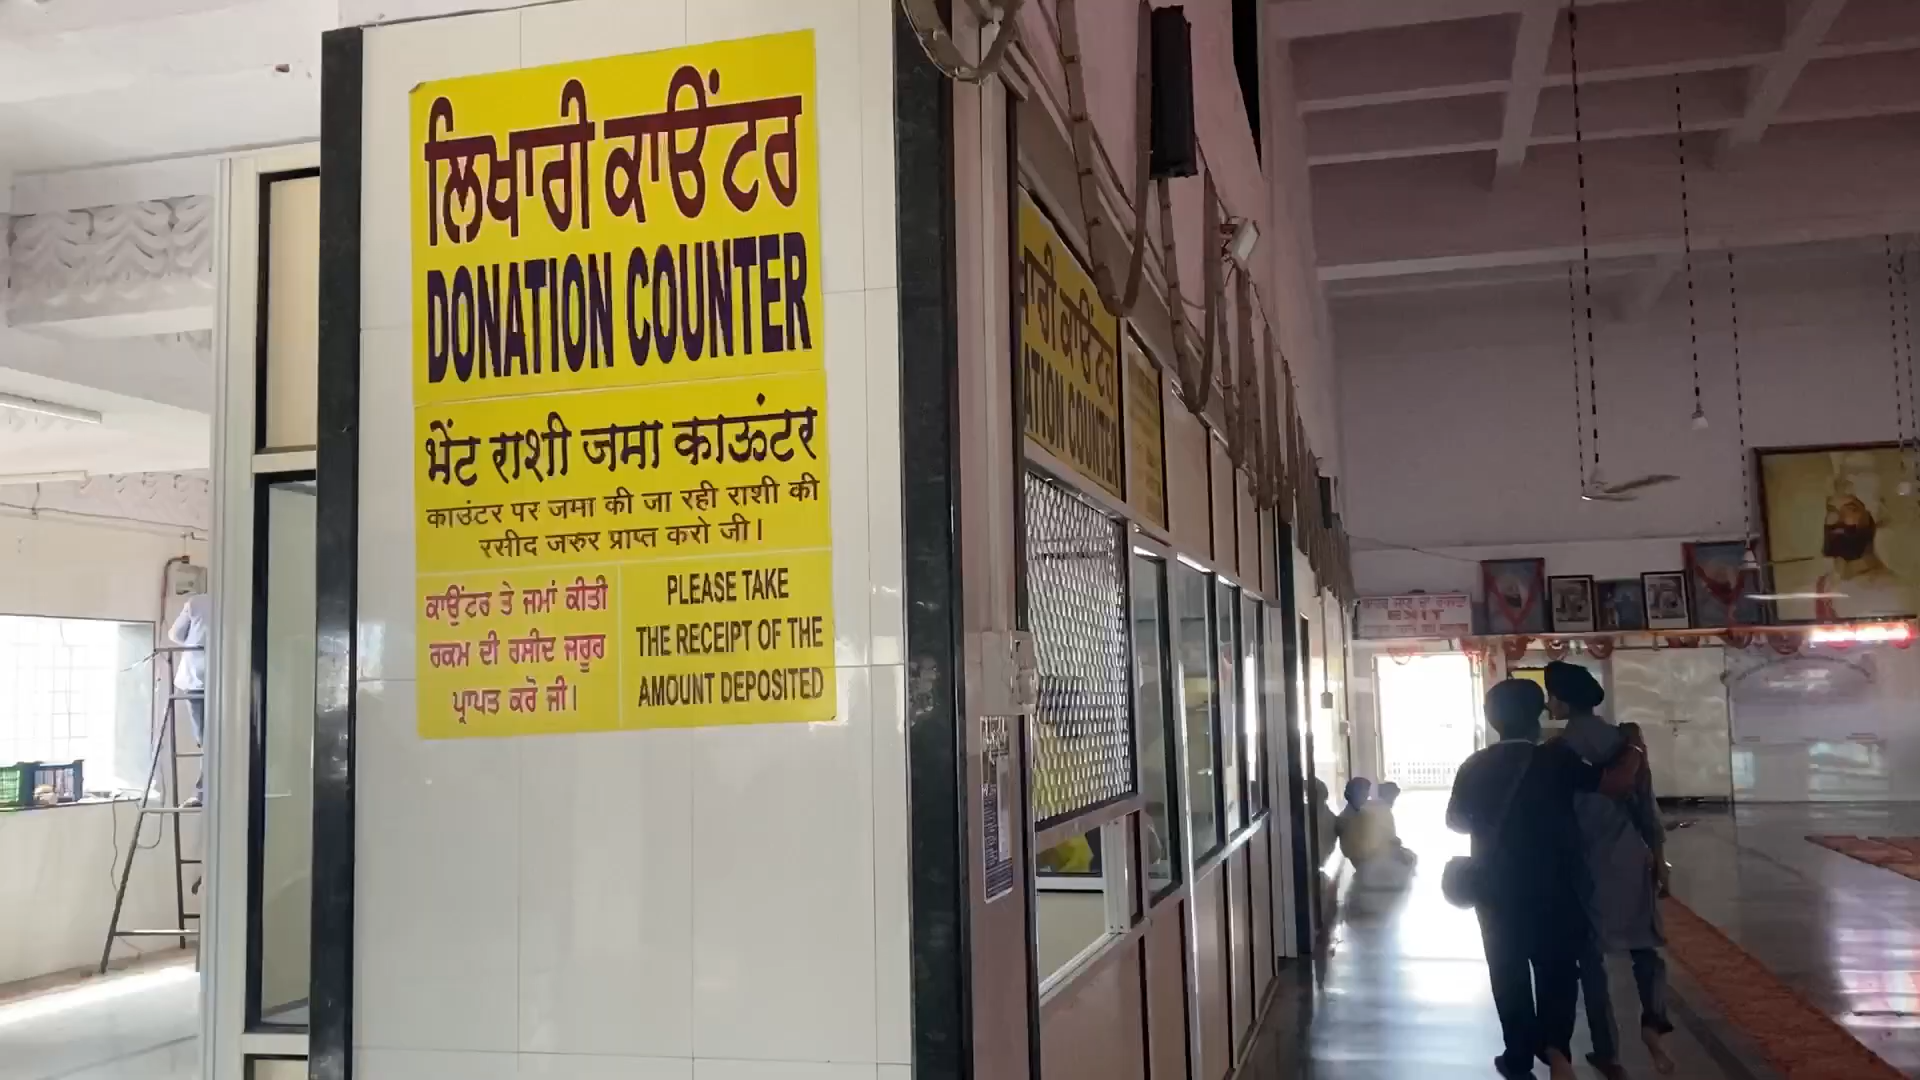 ਲਿਖਾਰੀ ਕਾਉਂਟਰ
DONATION COUNTER
भेंट राशी जमा काऊंटर
काउंटर पर जमा की जा रही राशी की
रसीद जरुर प्राप्त करो जी।
ਕਾਉਂਟਰ ਤੇ ਜਮਾਂ ਕੀਤੀ
ਰਕਮ ਦੀ ਰਸੀਦ ਜਰੂਰ
ਪ੍ਰਾਪਤ ਕਰੋ ਜੀ।
PLEASE TAKE
THE RECEIPT OF THE
AMOUNT DEPOSITED
ਕਾਉਂਟਰ
COUNTER
EXIT